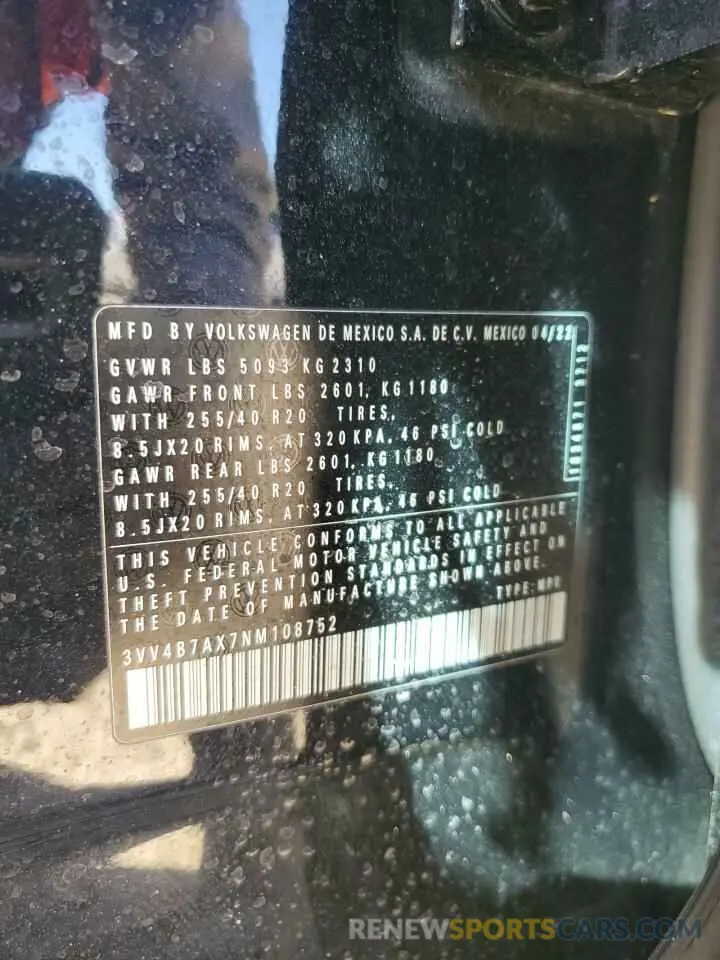 MFD BY VOLKSWAGEN DE MEXICO S.A. DE C.V. MEXICO 04/22
GVWR LBS 5093 KG 2310
GAWR FRONT LBS 2601, KG 1180
WITH 255/40 R20 TIRES,
8.5JX20 RIMS, AT 320 KPA, 46 PSI COLD
GAWR REAR LBS 2601, KG 1180
WITH 255/40 R20 TIRES,
8.5JX20 RIMS, AT 320 KPA, 46 PSI COLD
THIS VEHICLE CONFORMS TO ALL APPLICABLE
U.S. FEDERAL MOTOR VEHICLE SAFETY AND
THEFT PREVENTION STANDARDS IN EFFECT ON
THE DATE OF MANUFACTURE SHOWN ABOVE.
TYPE: MPV
3VV4B7AX7NM108752
RENEWSPORTSCARS.COM